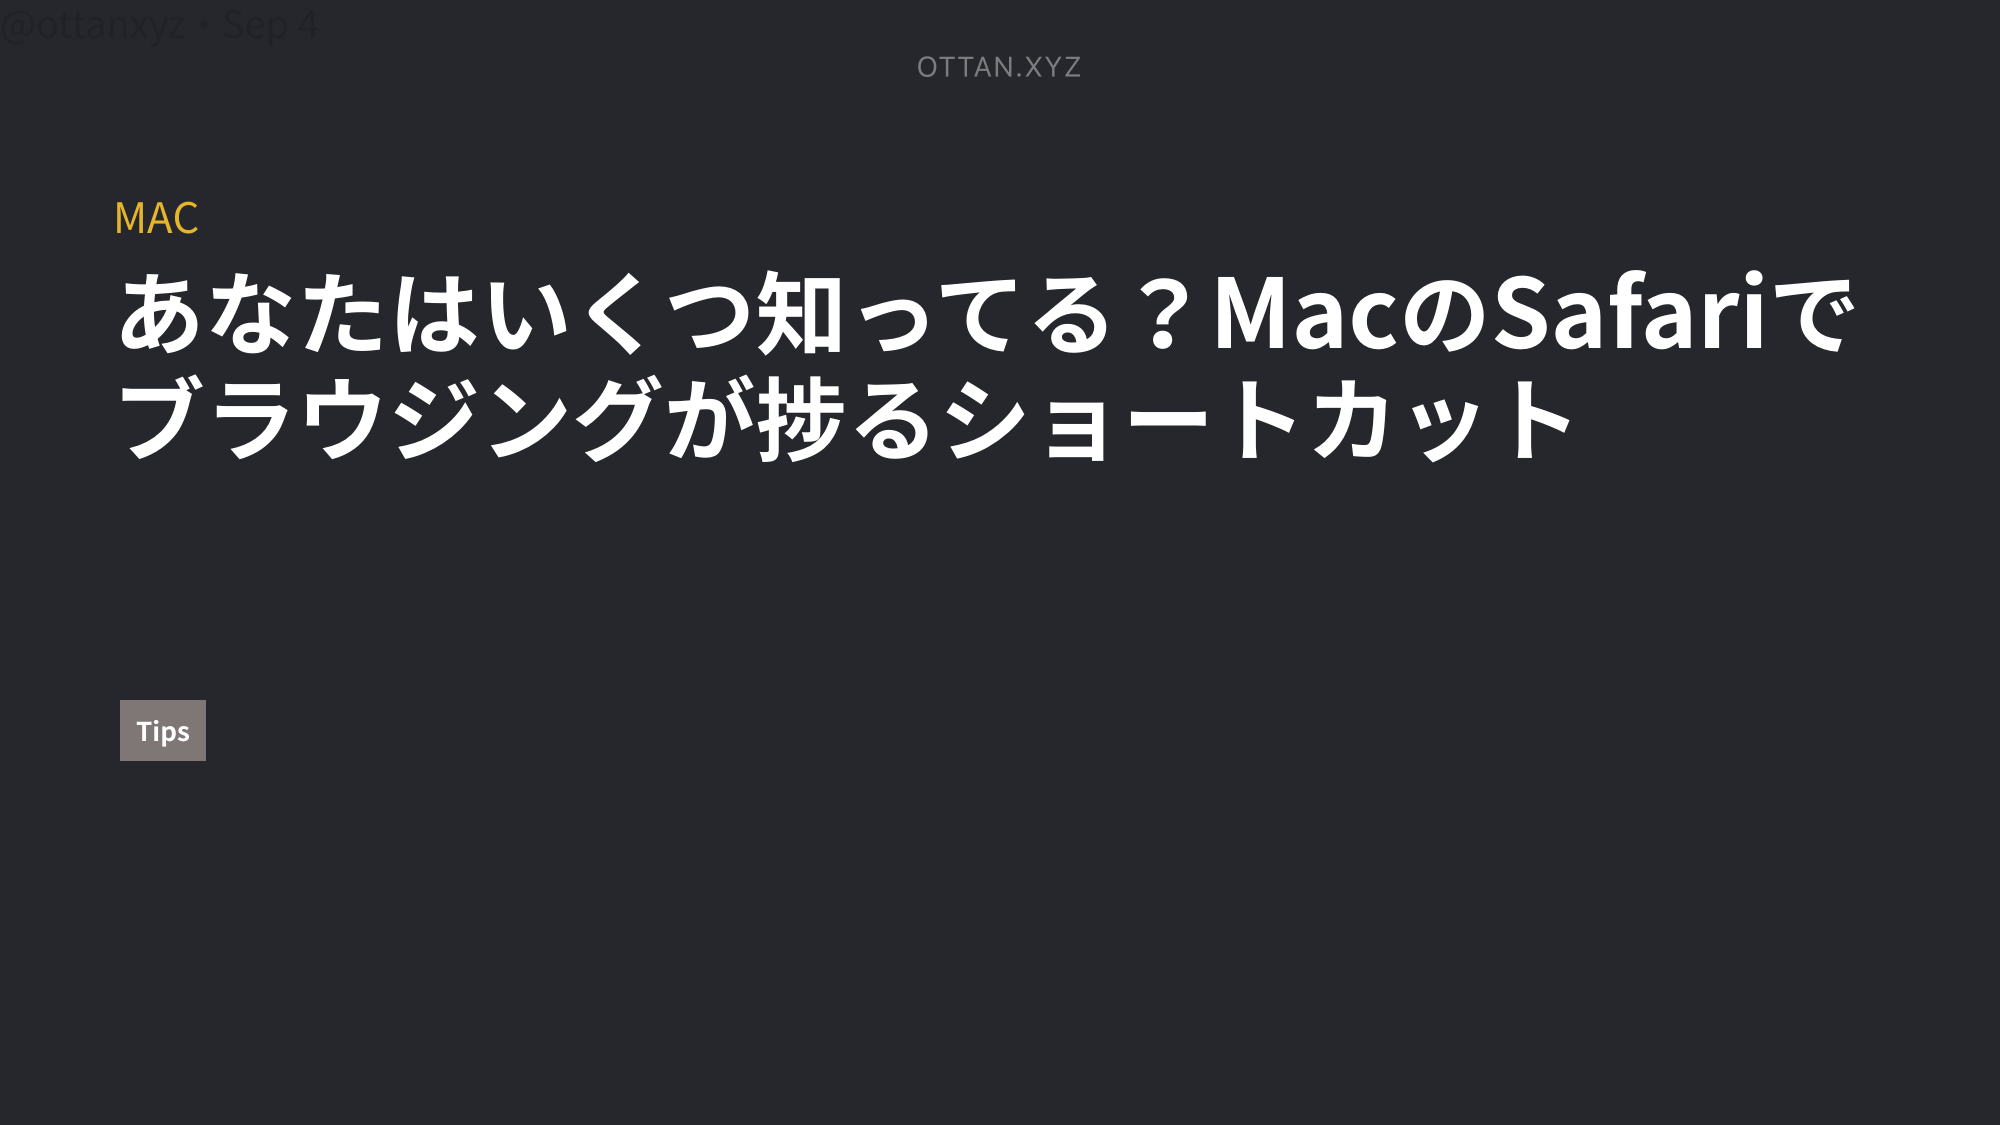 @ottanxyz・Sep 4
OTTAN.XYZ
MAC
あなたはいくつ知ってる？MacのSafariで
ブラウジングが捗るショートカット
Tips